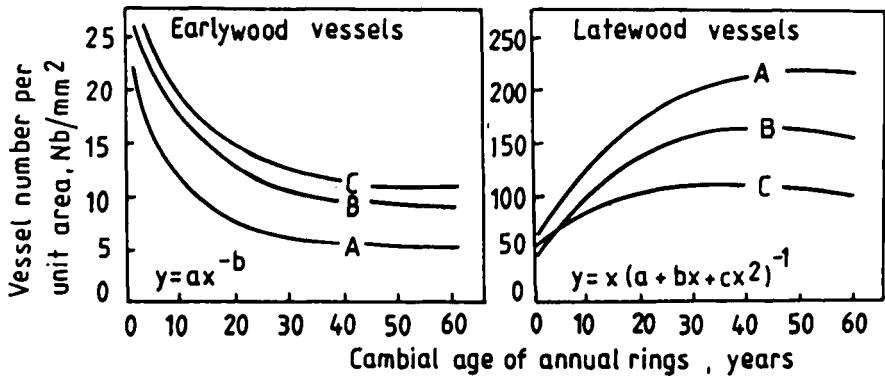 Vessel number per
unit area, Nb/mm²
Earlywood vessels
25
20
15
10
5
0
C
B
A
y=ax⁻ᵇ
0 10 20 30 40 50 60
Latewood vessels
250
200
150
100
50
0
A
B
C
y=x(a+bx+cx²)⁻¹
0 10 20 30 40 50 60
Cambial age of annual rings , years